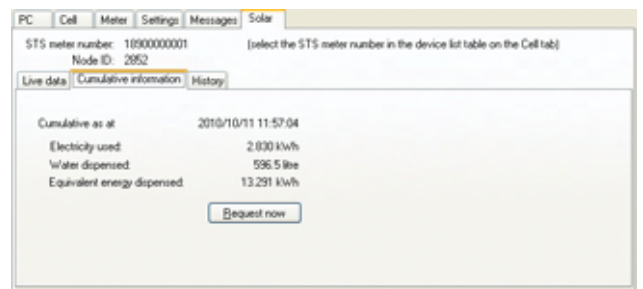 PC Cell Meter Settings Messages Solar
STS meter number: 10900000001 (select the STS meter number in the device list table on the Cell tab)
Node ID: 2852
Live data Cumulative information History
Cumulative as at 2010/10/11 11:57:04
Electricity used: 2.830 kWh
Water dispensed: 596.5 litre
Equivalent energy dispensed: 13.291 kWh
Request now